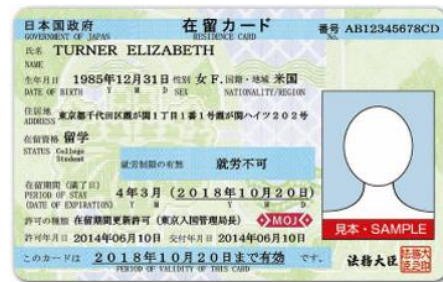 日本国政府 在留カード 番号 AB12345678CD
GOVERNMENT OF JAPAN RESIDENCE CARD No.
氏名 TURNER ELIZABETH
NAME
生年月日 1985年12月31日 性別 女 F. 国籍・地域 米国
DATE OF BIRTH Y M D SEX NATIONALITY/REGION
住居地 東京都千代田区霞が関1丁目1番1号霞が関ハイツ202号
ADDRESS
在留資格 留学
STATUS College
Student
就労制限の有無 就労不可
在留期間(満了日) 4年3月(2018年10月20日)
PERIOD OF STAY
(DATE OF EXPIRATION) Y M Y M D
許可の種類 在留期間更新許可(東京入国管理局長) MOJ
許可年月日 2014年06月10日 交付年月日 2014年06月10日
見本・SAMPLE
このカードは 2018年10月20日まで有効 です。
PERIOD OF VALIDITY OF THIS CARD
法務大臣